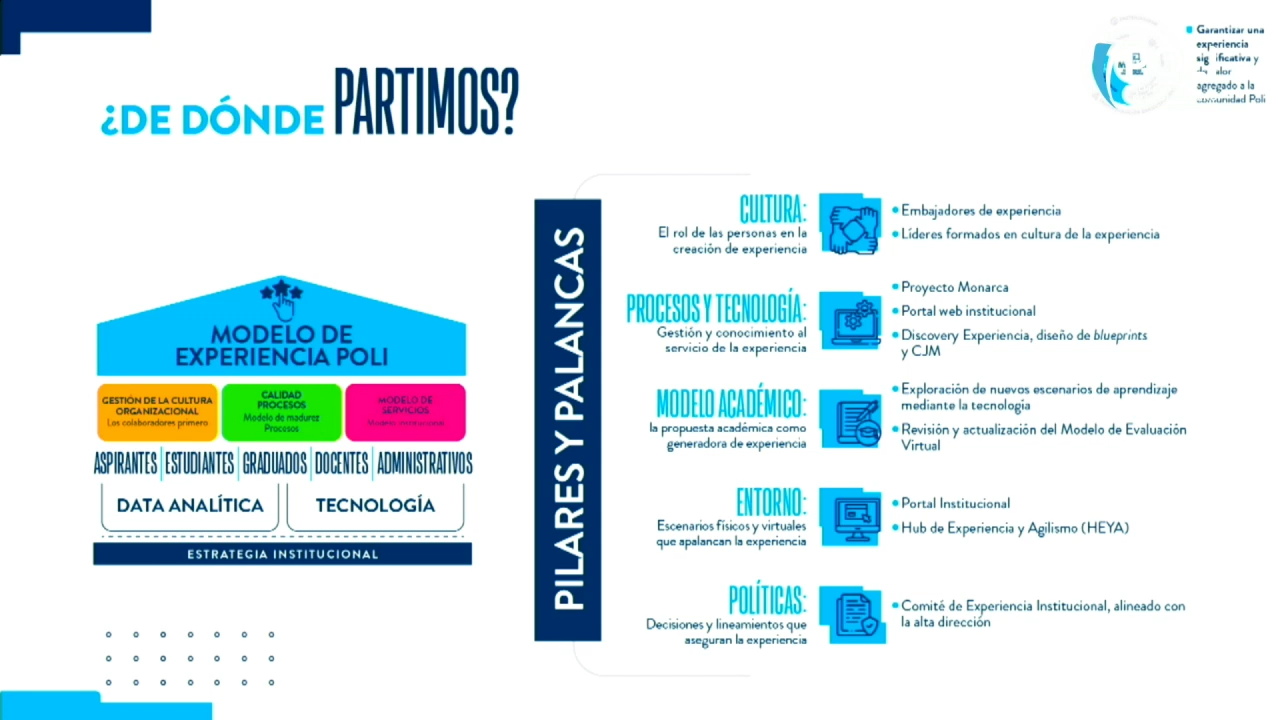 ¿DE DÓNDE PARTIMOS?
Garantizar una
experiencia
y
agregado a la
Poli
MODELO DE
EXPERIENCIA POLI
GESTIÓN DE LA CULTURA
ORGANIZACIONAL
Los colaboradores primero
CALIDAD
PROCESOS
Modelo de madurez
Procesos
MODELO DE
SERVICIOS
Modelo institucional
ASPIRANTES ESTUDIANTES GRADUADOS DOCENTES ADMINISTRATIVOS
DATA ANALÍTICA TECNOLOGÍA
ESTRATEGIA INSTITUCIONAL
PILARES Y PALANCAS
CULTURA:
El rol de las personas en la
creación de experiencia
Embajadores de experiencia
Líderes formados en cultura de la experiencia
PROCESOS Y TECNOLOGÍA:
Gestión y conocimiento al
servicio de la experiencia
Proyecto Monarca
Portal web institucional
Discovery Experiencia, diseño de blueprints
y CJM
MODELO ACADÉMICO:
la propuesta académica como
generadora de experiencia
Exploración de nuevos escenarios de aprendizaje
mediante la tecnología
Revisión y actualización del Modelo de Evaluación
Virtual
ENTORNO:
Escenarios físicos y virtuales
que apalancan la experiencia
Portal Institucional
Hub de Experiencia y Agilismo (HEYA)
POLÍTICAS:
Decisiones y lineamientos que
aseguran la experiencia
Comité de Experiencia Institucional, alineado con
la alta dirección